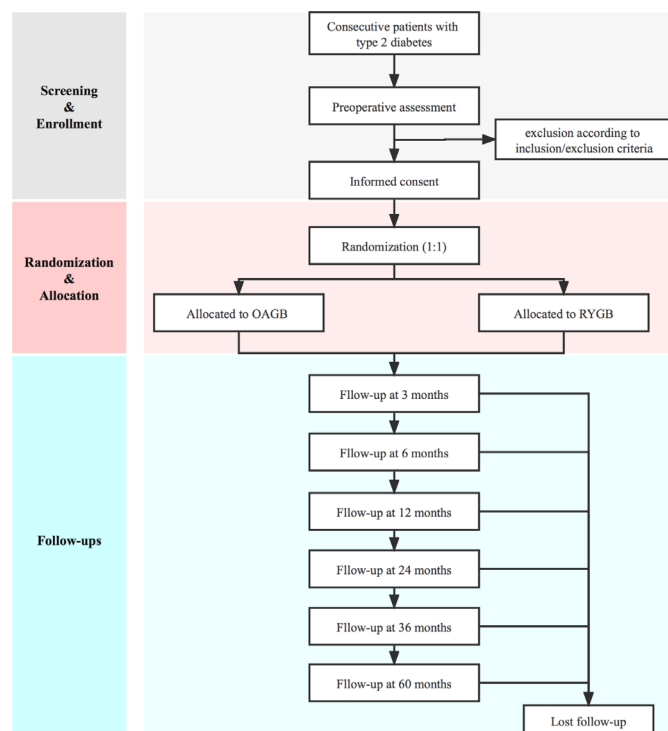 Consecutive patients with
type 2 diabetes
Screening
&
Enrollment
Preoperative assessment
exclusion according to
inclusion/exclusion criteria
Informed consent
Randomization
&
Allocation
Randomization (1:1)
Allocated to OAGB
Allocated to RYGB
Follow-ups
Fllow-up at 3 months
Fllow-up at 6 months
Fllow-up at 12 months
Fllow-up at 24 months
Fllow-up at 36 months
Fllow-up at 60 months
Lost follow-up